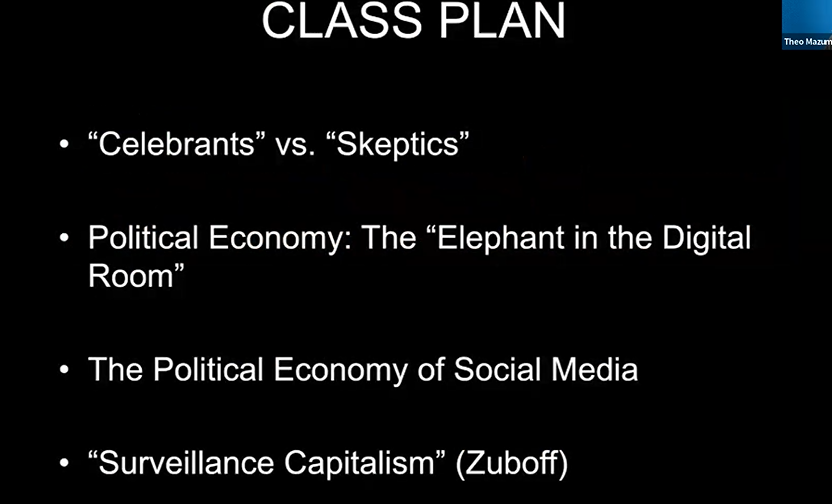 CLASS PLAN
Theo Mazum
• “Celebrants” vs. “Skeptics”
• Political Economy: The “Elephant in the Digital
Room”
• The Political Economy of Social Media
• “Surveillance Capitalism” (Zuboff)